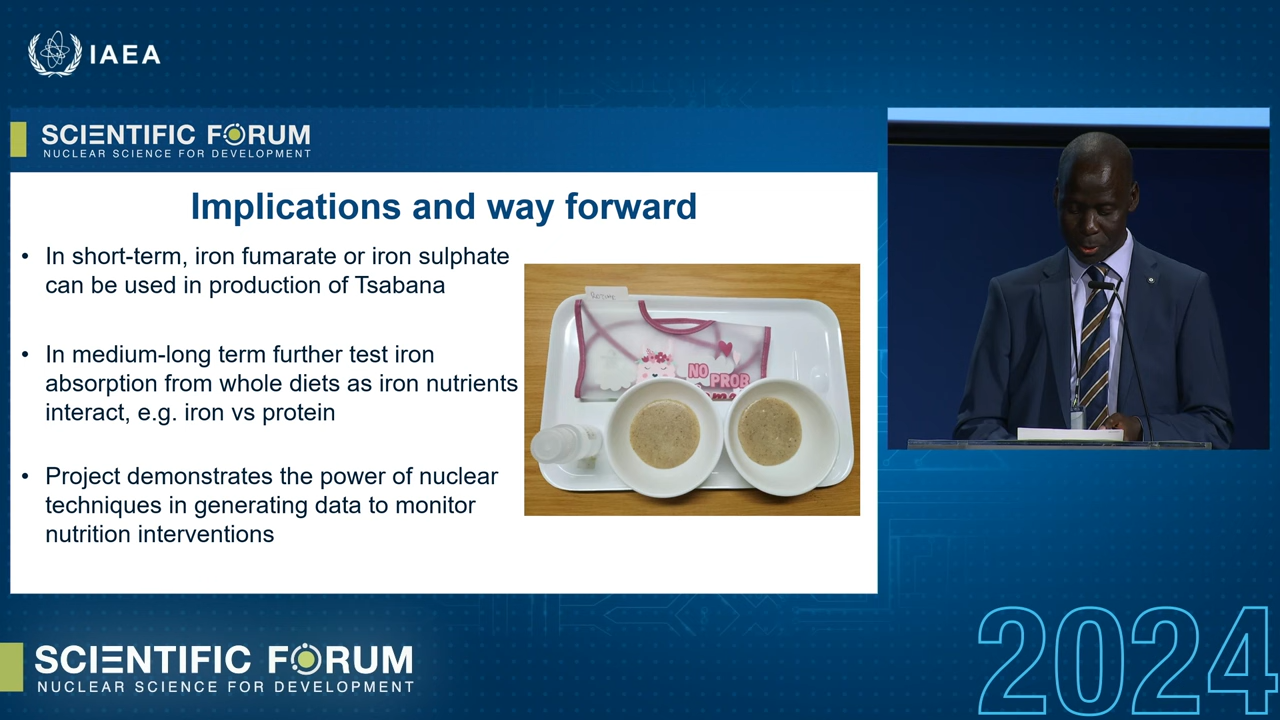 IAEA
SCIENTIFIC FORUM
NUCLEAR SCIENCE FOR DEVELOPMENT
Implications and way forward
• In short-term, iron fumarate or iron sulphate
can be used in production of Tsabana
• In medium-long term further test iron
absorption from whole diets as iron nutrients
interact, e.g. iron vs protein
• Project demonstrates the power of nuclear
techniques in generating data to monitor
nutrition interventions
NO
PROB
SCIENTIFIC FORUM
NUCLEAR SCIENCE FOR DEVELOPMENT
2024